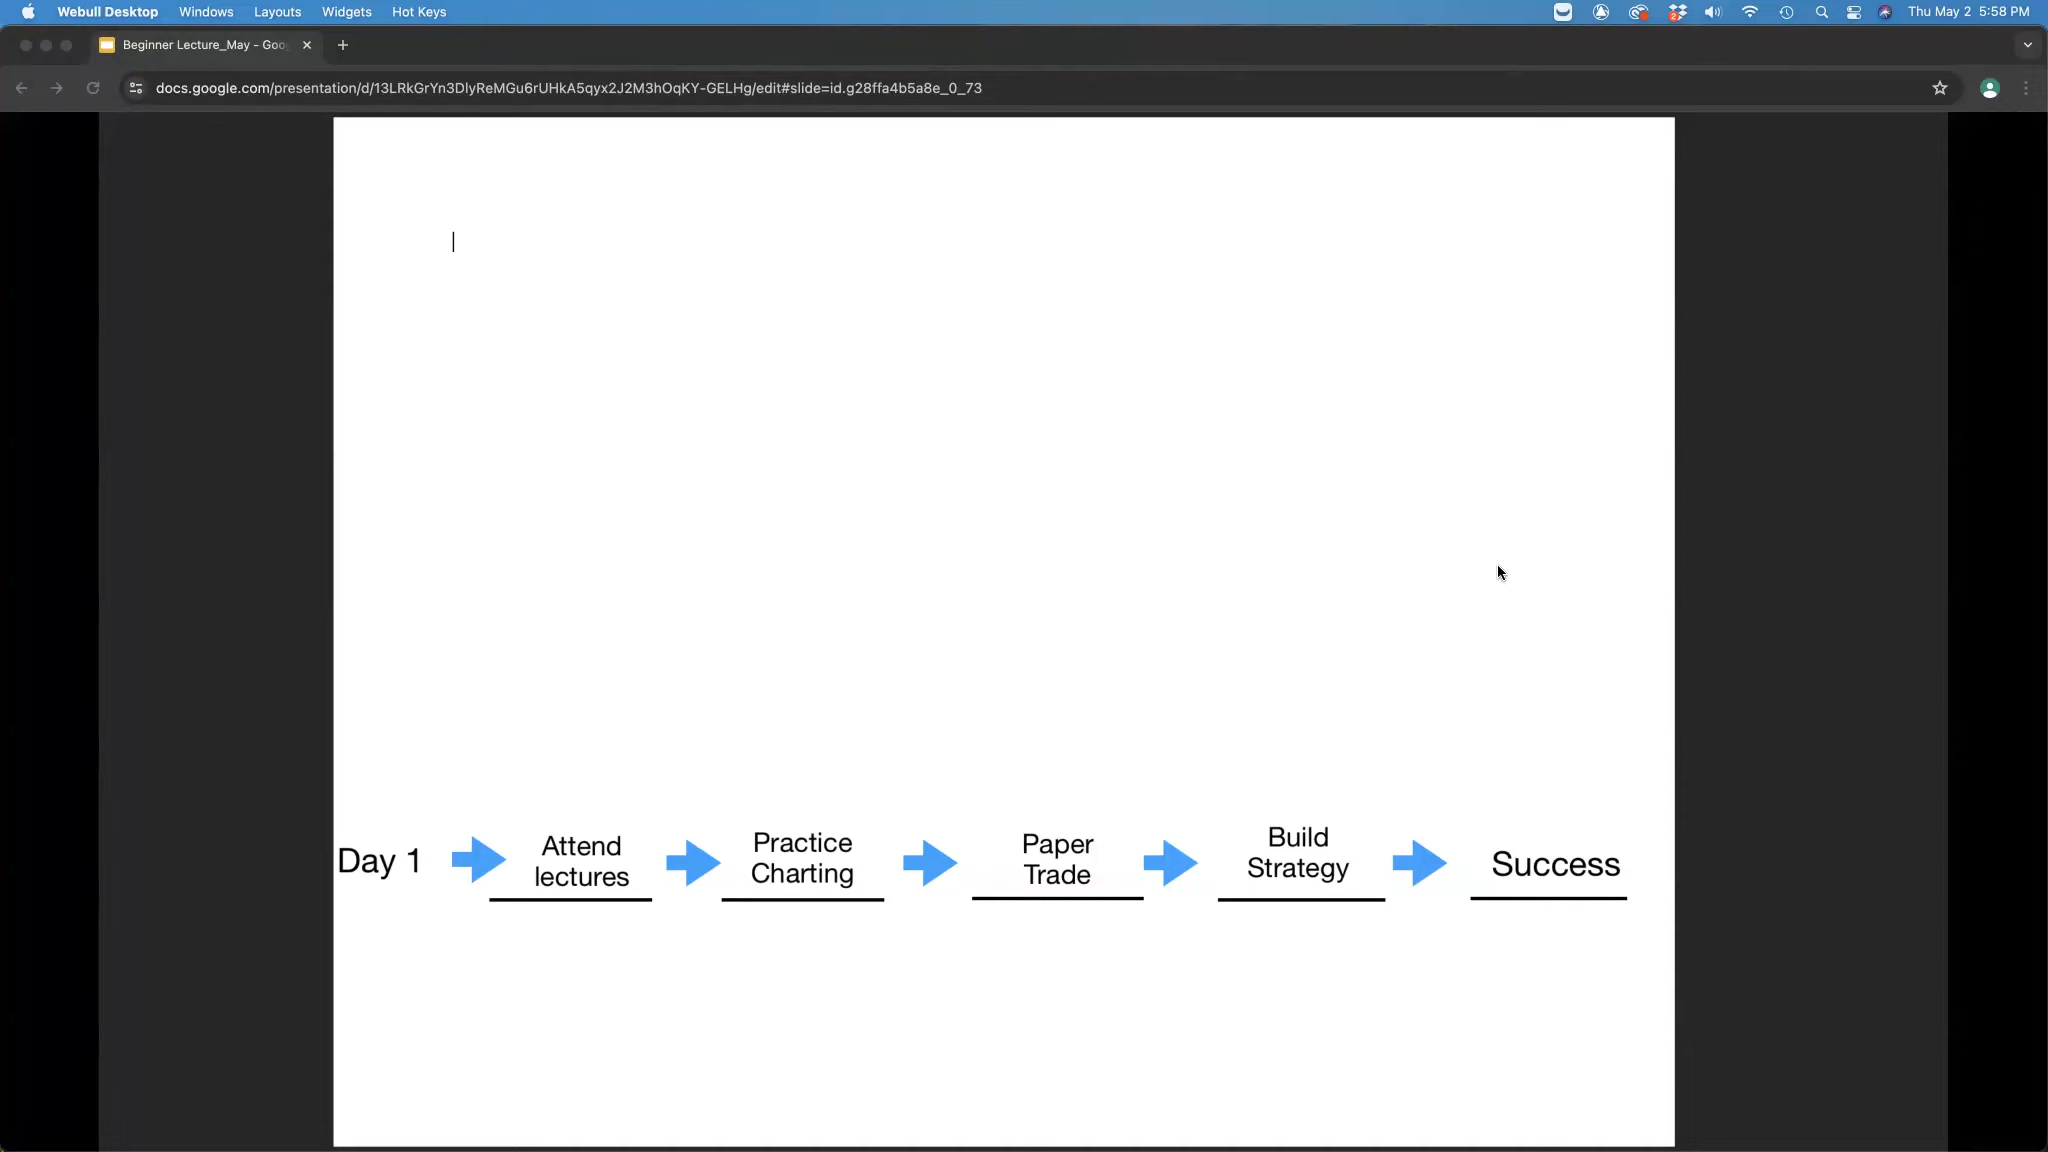 Webull Desktop Windows Layouts Widgets Hot Keys
2
Thu May 2 5:58 PM
Beginner Lecture_May - Goo
docs.google.com/presentation/d/13LRkGrYn3DlyReMGu6rUHkA5qyx2J2M3hOqKY-GELHg/edit#slide=id.g28ffa4b5a8e_0_73
Day 1
Attend
lectures
Practice
Charting
Paper
Trade
Build
Strategy
Success